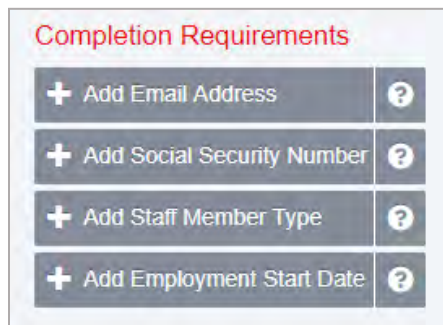 Completion Requirements
Add Email Address
Add Social Security Number
Add Staff Member Type
Add Employment Start Date